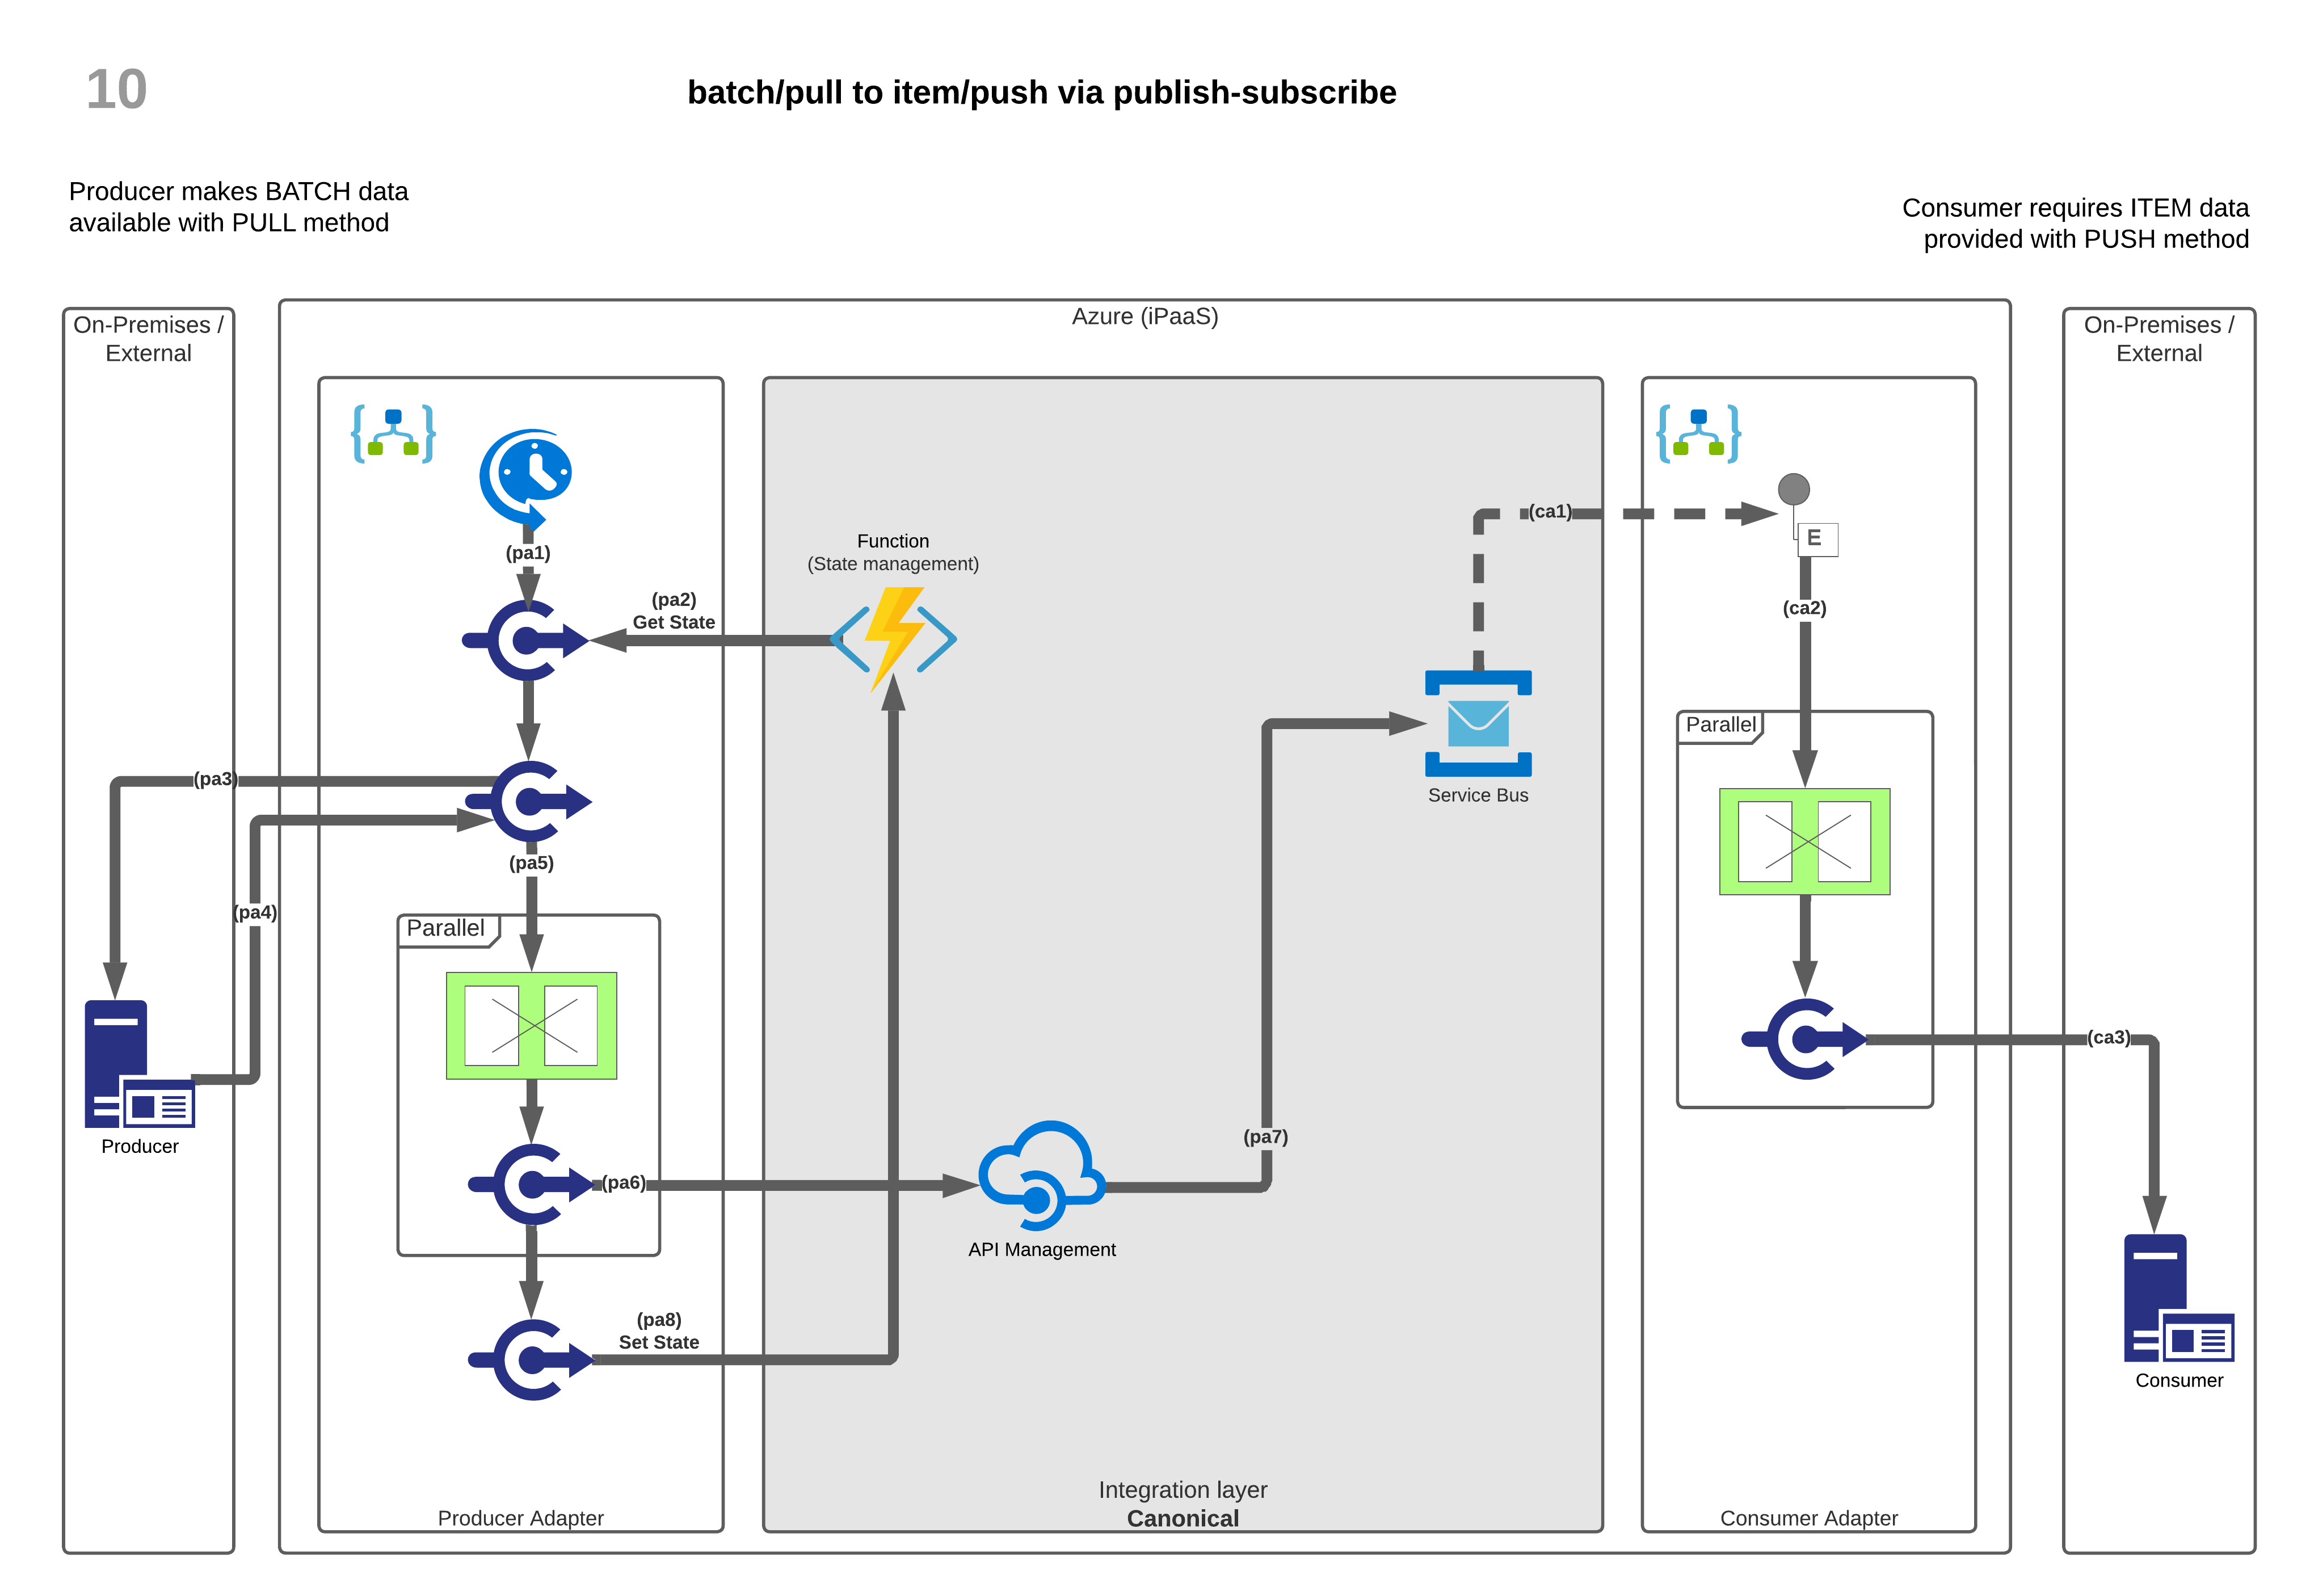 10
batch/pull to item/push via publish-subscribe
Producer makes BATCH data
available with PULL method
Consumer requires ITEM data
provided with PUSH method
On-Premises /
External
Azure (iPaaS)
On-Premises /
External
(pa1)
Function
(State management)
(pa2)
Get State
(ca1)
E
(ca2)
Parallel
(pa3)
Service Bus
(pa5)
(pa4)
Parallel
(ca3)
Producer
(pa7)
(pa6)
API Management
(pa8)
Set State
Consumer
Integration layer
Canonical
Producer Adapter
Consumer Adapter